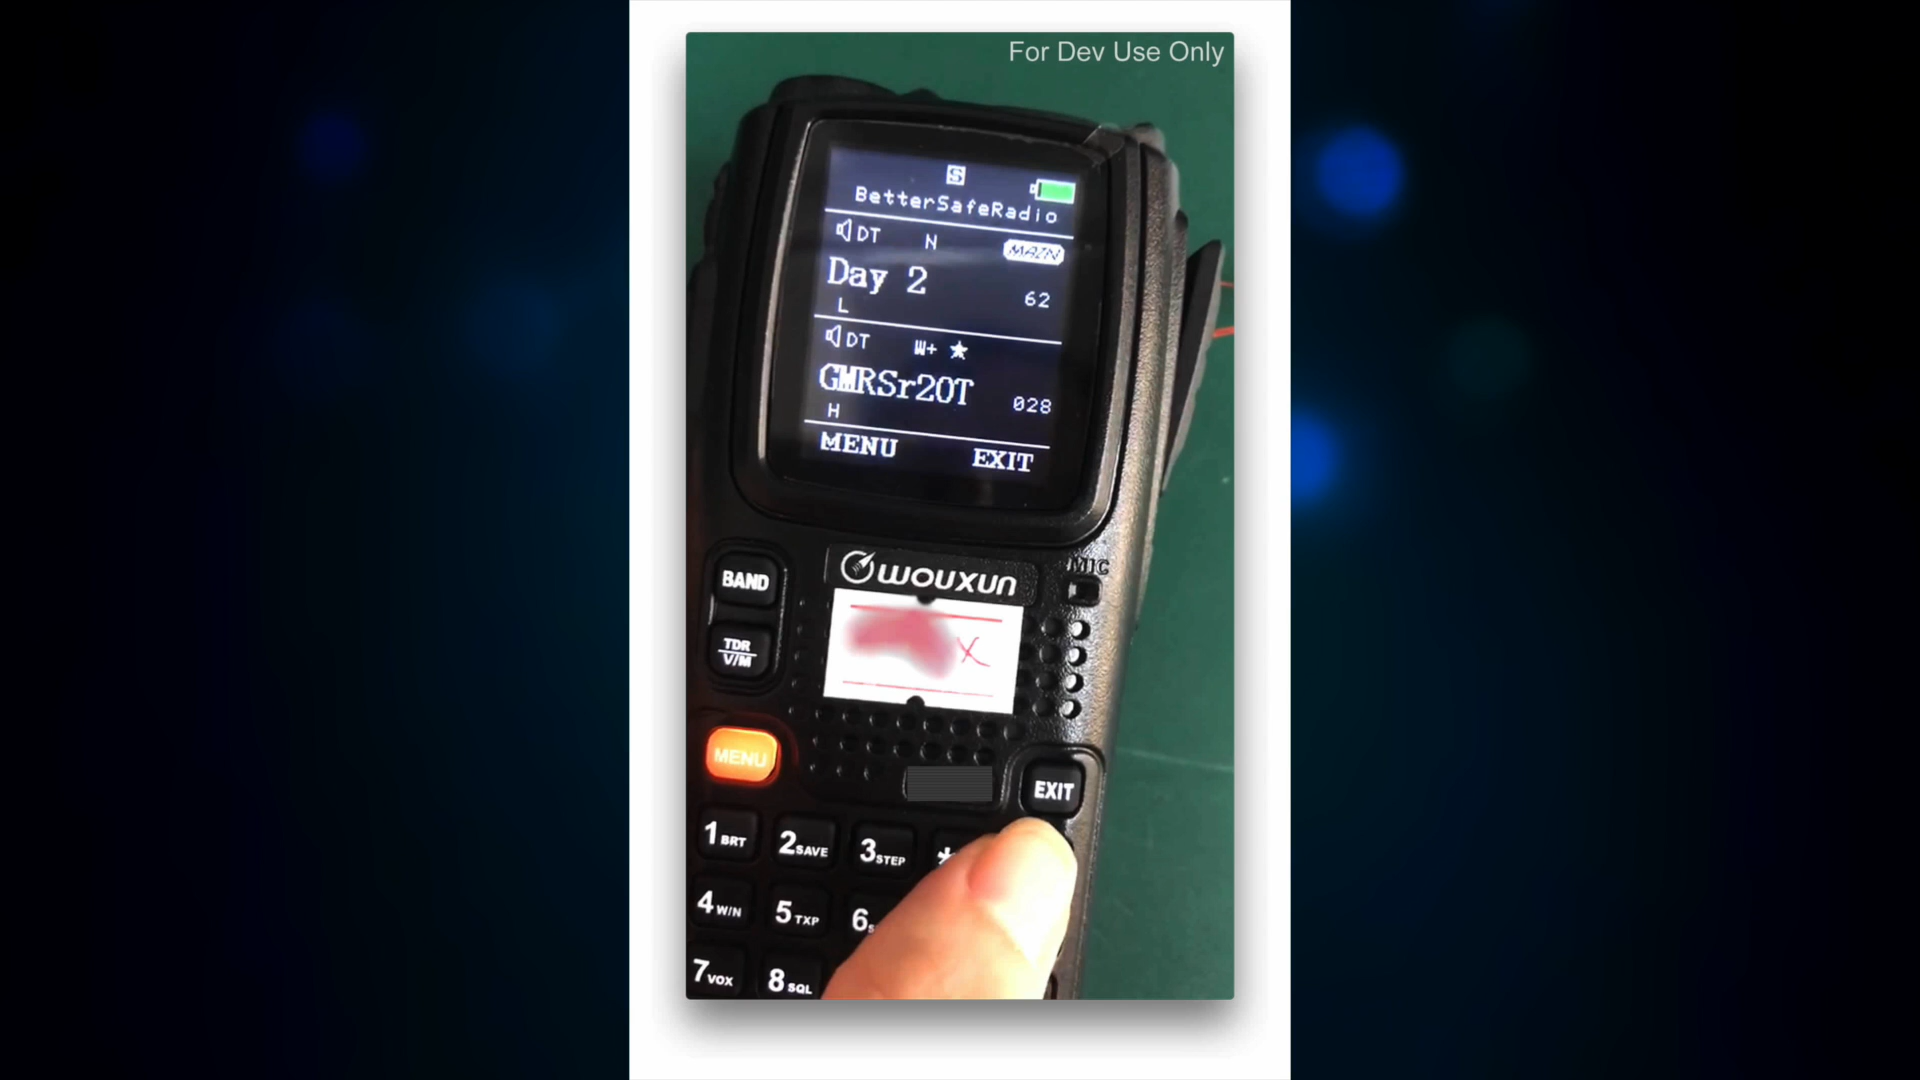 For Dev Use Only
S
BetterSafeRadio
DT N MAIN
Day 2 62
L
DT W+ ★
GMRSr20T 028
H
MENU EXIT
WOUXUN
MIC
BAND
TDR
V/M
X
MENU
EXIT
1 BRT 2 SAVE 3 STEP *
4 W/N 5 TXP 6 S
7 VOX 8 SQL